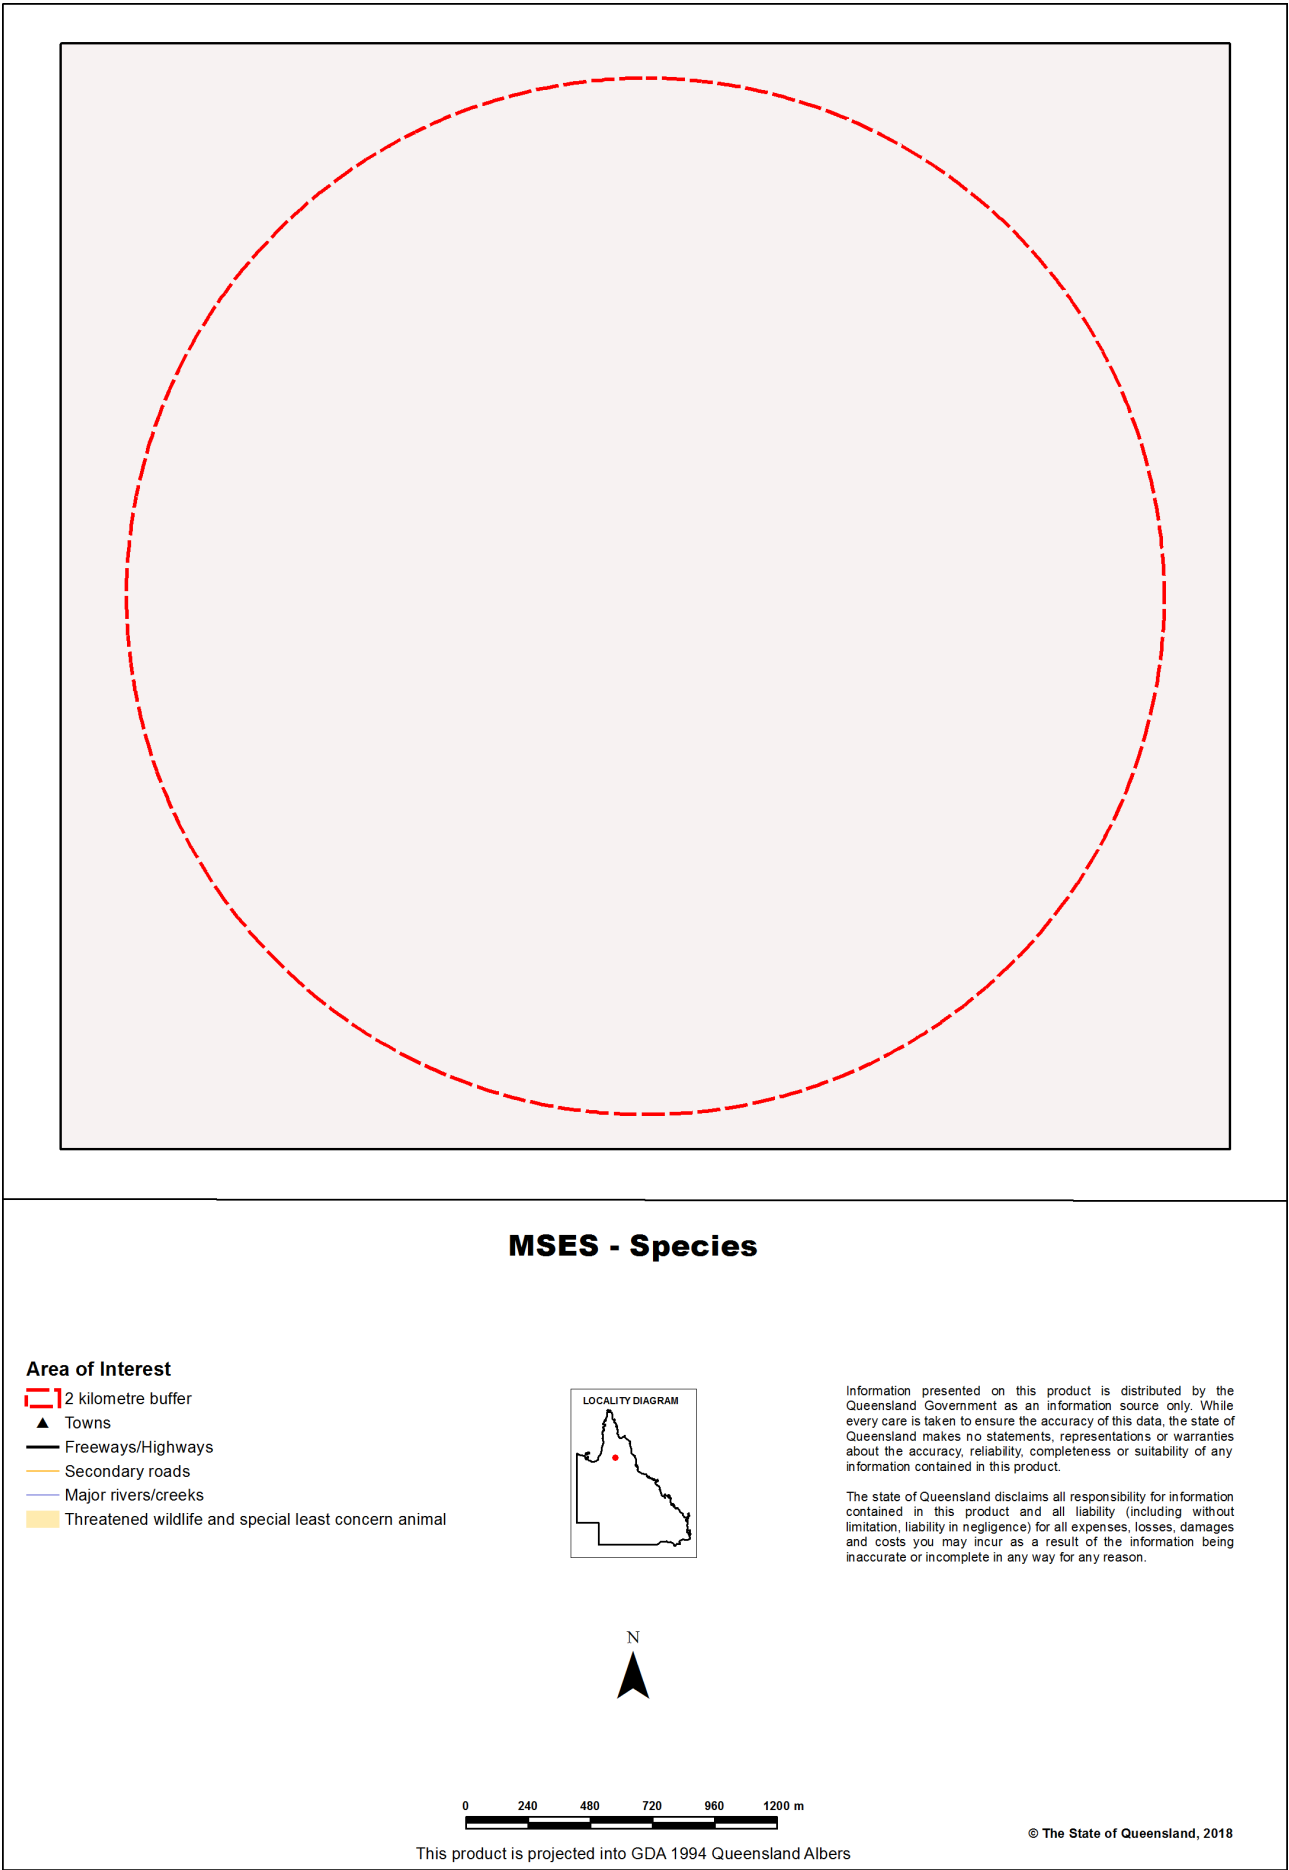 MSES - Species
Area of Interest
2 kilometre buffer
Towns
Freeways/Highways
Secondary roads
Major rivers/creeks
Threatened wildlife and special least concern animal
LOCALITY DIAGRAM
Information presented on this product is distributed by the
Queensland Government as an information source only. While
every care is taken to ensure the accuracy of this data, the state of
Queensland makes no statements, representations or warranties
about the accuracy, reliability, completeness or suitability of any
information contained in this product.
The state of Queensland disclaims all responsibility for information
contained in this product and all liability (including without
limitation, liability in negligence) for all expenses, losses, damages
and costs you may incur as a result of the information being
inaccurate or incomplete in any way for any reason.
N
0 240 480 720 960 1200 m
© The State of Queensland, 2018
This product is projected into GDA 1994 Queensland Albers